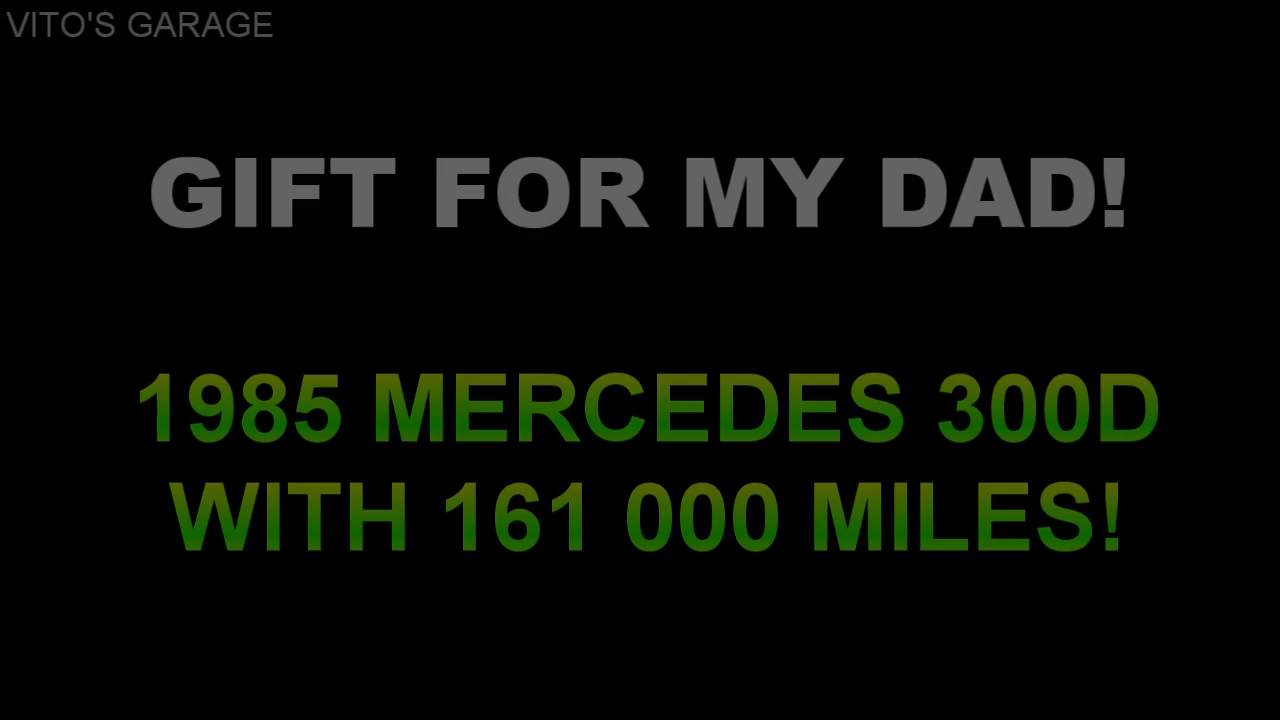 VITO'S GARAGE
GIFT FOR MY DAD!
1985 MERCEDES 300D
WITH 161 000 MILES!